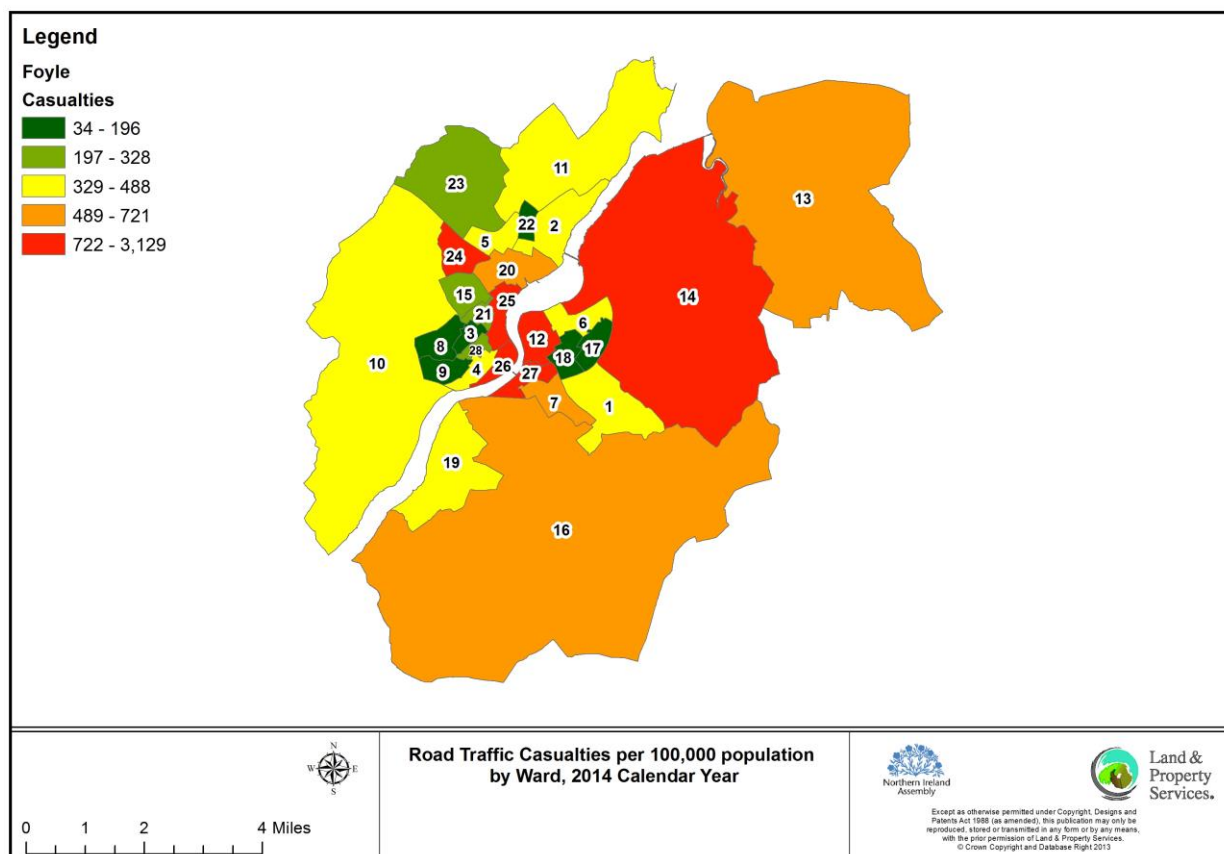 Legend
Foyle
Casualties
34 - 196
197 - 328
329 - 488
489 - 721
722 - 3,129
23
11
13
22
2
5
24
20
14
15
25
21
6
12
3
17
8
18
10
28
26
9
4
27
7
1
19
16
N
W
E
S
0 1 2 4 Miles
Road Traffic Casualties per 100,000 population
by Ward, 2014 Calendar Year
Northern Ireland
Assembly
Land &
Property
Services.
Except as otherwise permitted under Copyright, Designs and
Patents Act 1988 (as amended), this publication may only be
reproduced, stored or transmitted in any form or by any means,
with the prior permission of Land & Property Services.
© Crown Copyright and Database Right 2013